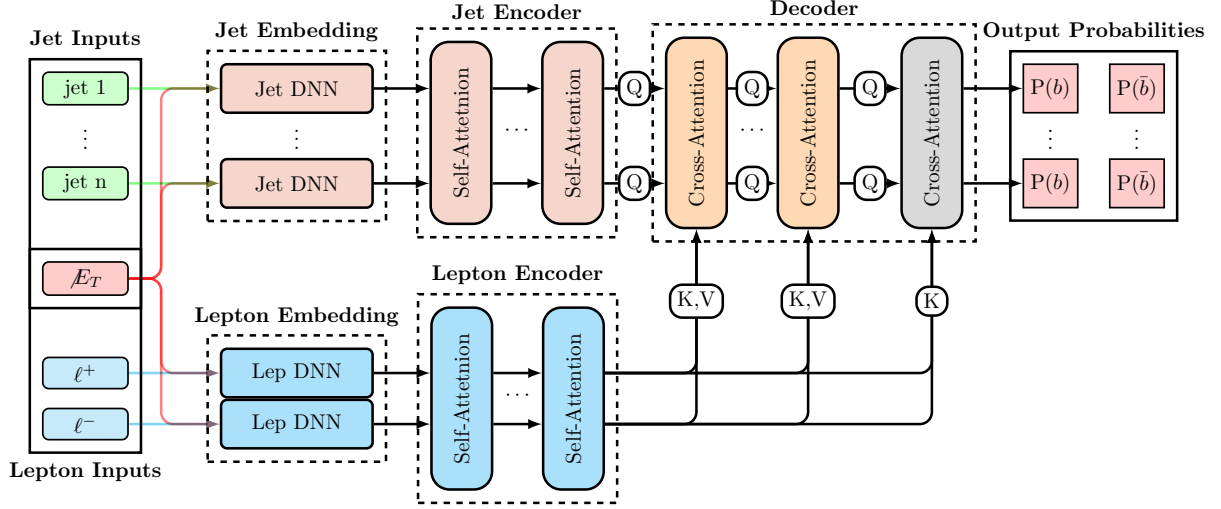 Jet Inputs
Jet Embedding
Jet Encoder
Decoder
Output Probabilities
jet 1
⋮
jet n
E̸_T
ℓ⁺
ℓ⁻
Lepton Inputs
Jet DNN
⋮
Jet DNN
Self-Attetnion
...
Self-Attention
Q
Q
Cross-Attention
Q
...
Q
Cross-Attention
Q
Q
Cross-Attention
P(b) P(b̄)
⋮ ⋮
P(b) P(b̄)
Lepton Embedding
Lep DNN
Lep DNN
Lepton Encoder
Self-Attetnion
...
Self-Attention
K,V
K,V
K